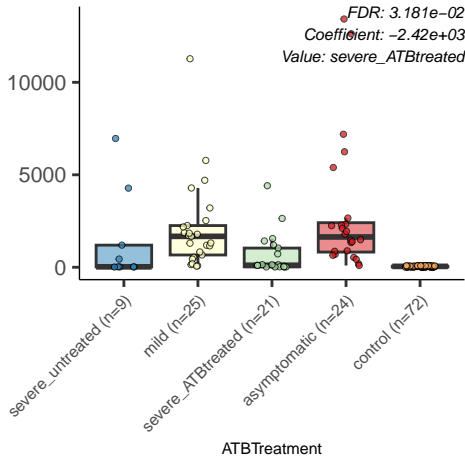 FDR: 3.181e−02
Coefficient: −2.42e+03
Value: severe_ATBtreated
10000
5000
0
severe_untreated (n=9)
mild (n=25)
severe_ATBtreated (n=21)
asymptomatic (n=24)
control (n=72)
ATBTreatment